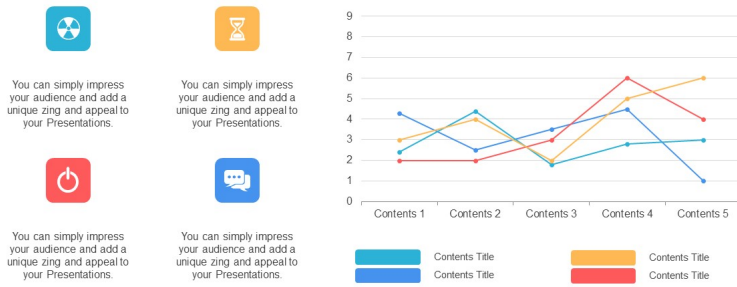 You can simply impress
your audience and add a
unique zing and appeal to
your Presentations.
You can simply impress
your audience and add a
unique zing and appeal to
your Presentations.
You can simply impress
your audience and add a
unique zing and appeal to
your Presentations.
You can simply impress
your audience and add a
unique zing and appeal to
your Presentations.
9
8
7
6
5
4
3
2
1
0
Contents 1 Contents 2 Contents 3 Contents 4 Contents 5
Contents Title
Contents Title
Contents Title
Contents Title